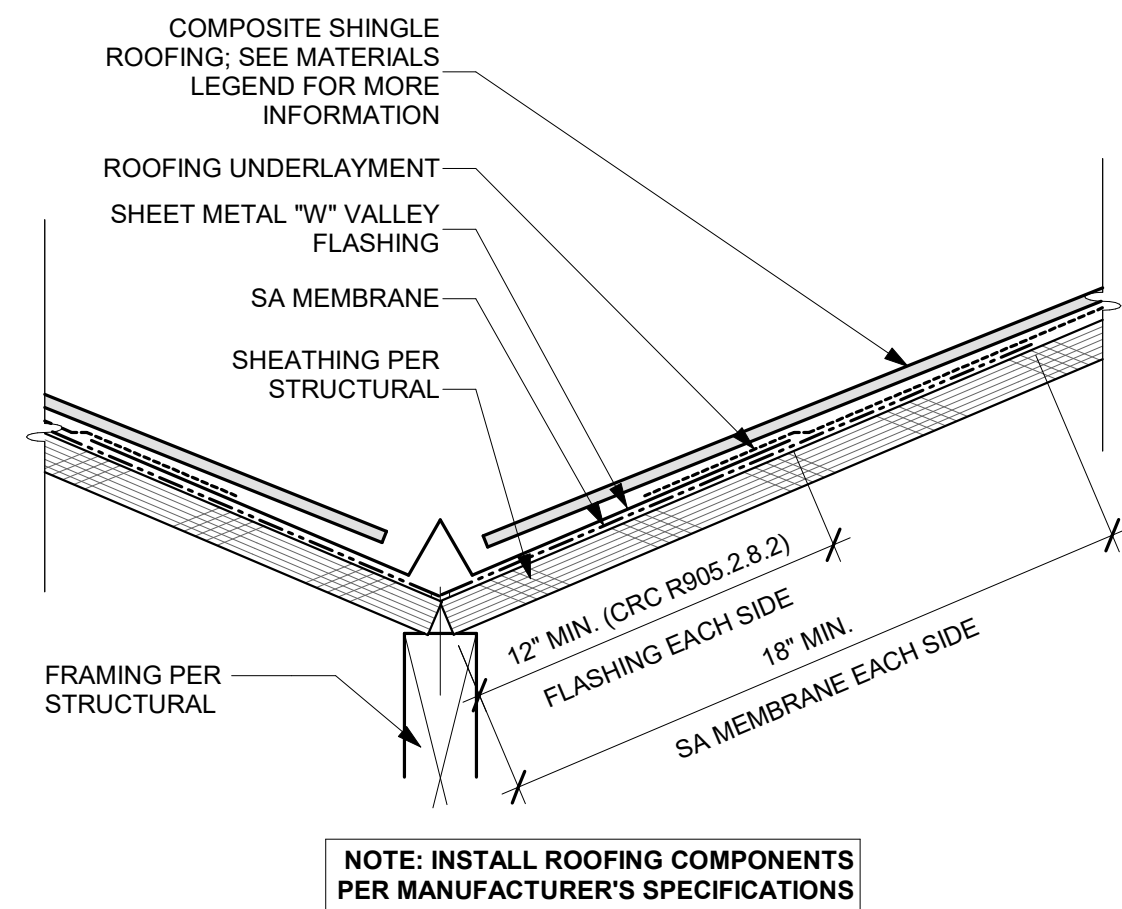 COMPOSITE SHINGLE
ROOFING; SEE MATERIALS
LEGEND FOR MORE
INFORMATION
ROOFING UNDERLAYMENT
SHEET METAL "W" VALLEY
FLASHING
SA MEMBRANE
SHEATHING PER
STRUCTURAL
12" MIN. (CRC R905.2.8.2)
FLASHING EACH SIDE
18" MIN.
SA MEMBRANE EACH SIDE
FRAMING PER
STRUCTURAL
NOTE: INSTALL ROOFING COMPONENTS
PER MANUFACTURER'S SPECIFICATIONS